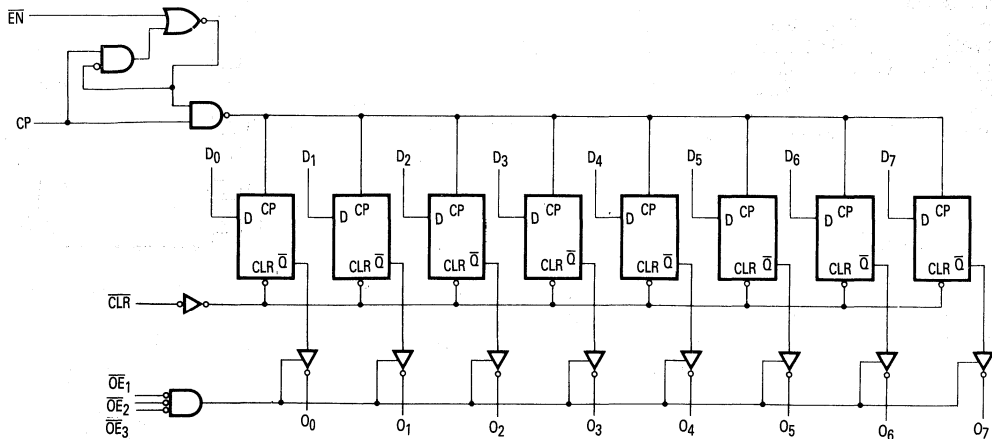 EN
CP
D0 D1 D2 D3 D4 D5 D6 D7
CP CP CP CP CP CP CP CP
D D D D D D D D
CLR Q CLR Q CLR Q CLR Q CLR Q CLR Q CLR Q CLR Q
CLR
OE1
OE2
OE3
O0 O1 O2 O3 O4 O5 O6 O7